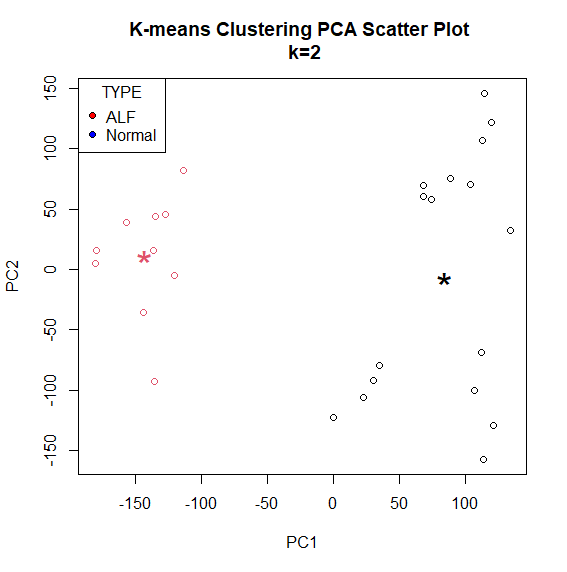 K-means Clustering PCA Scatter Plot
k=2
TYPE
ALF
Normal
150
100
50
0
-50
-100
-150
PC2
-150 -100 -50 0 50 100
PC1